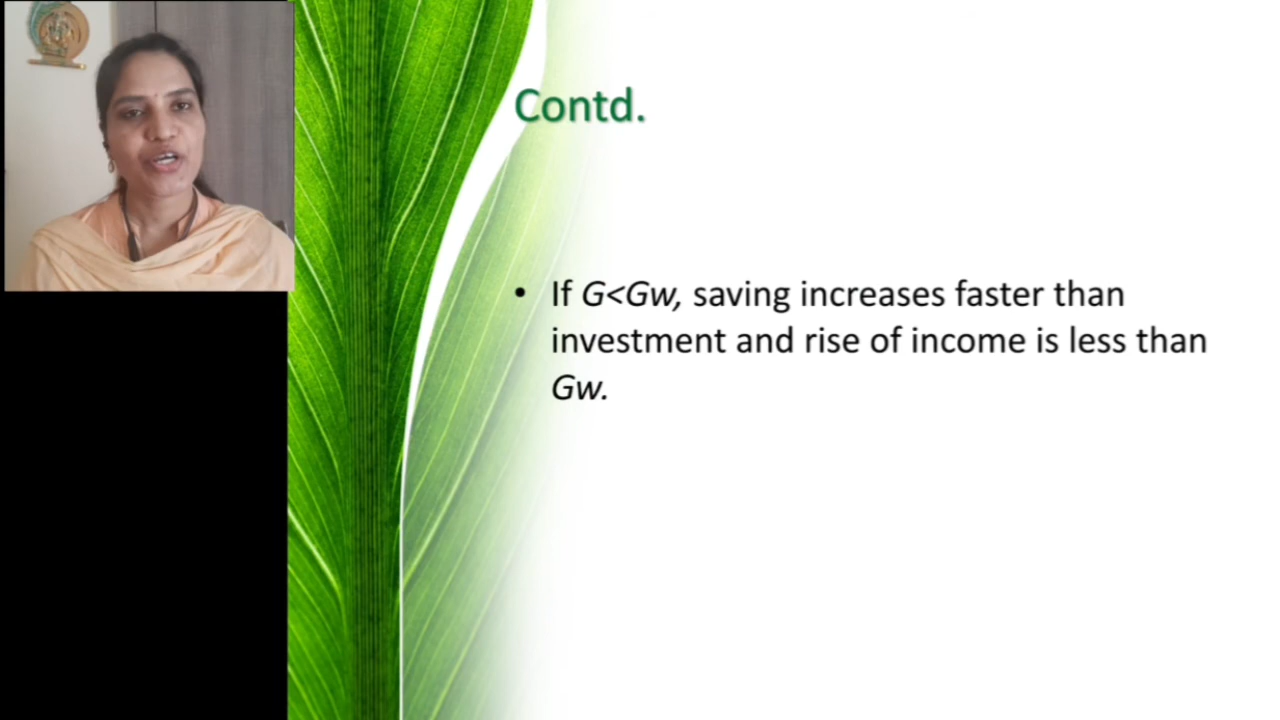 Contd.
• If G<Gw, saving increases faster than
investment and rise of income is less than
Gw.